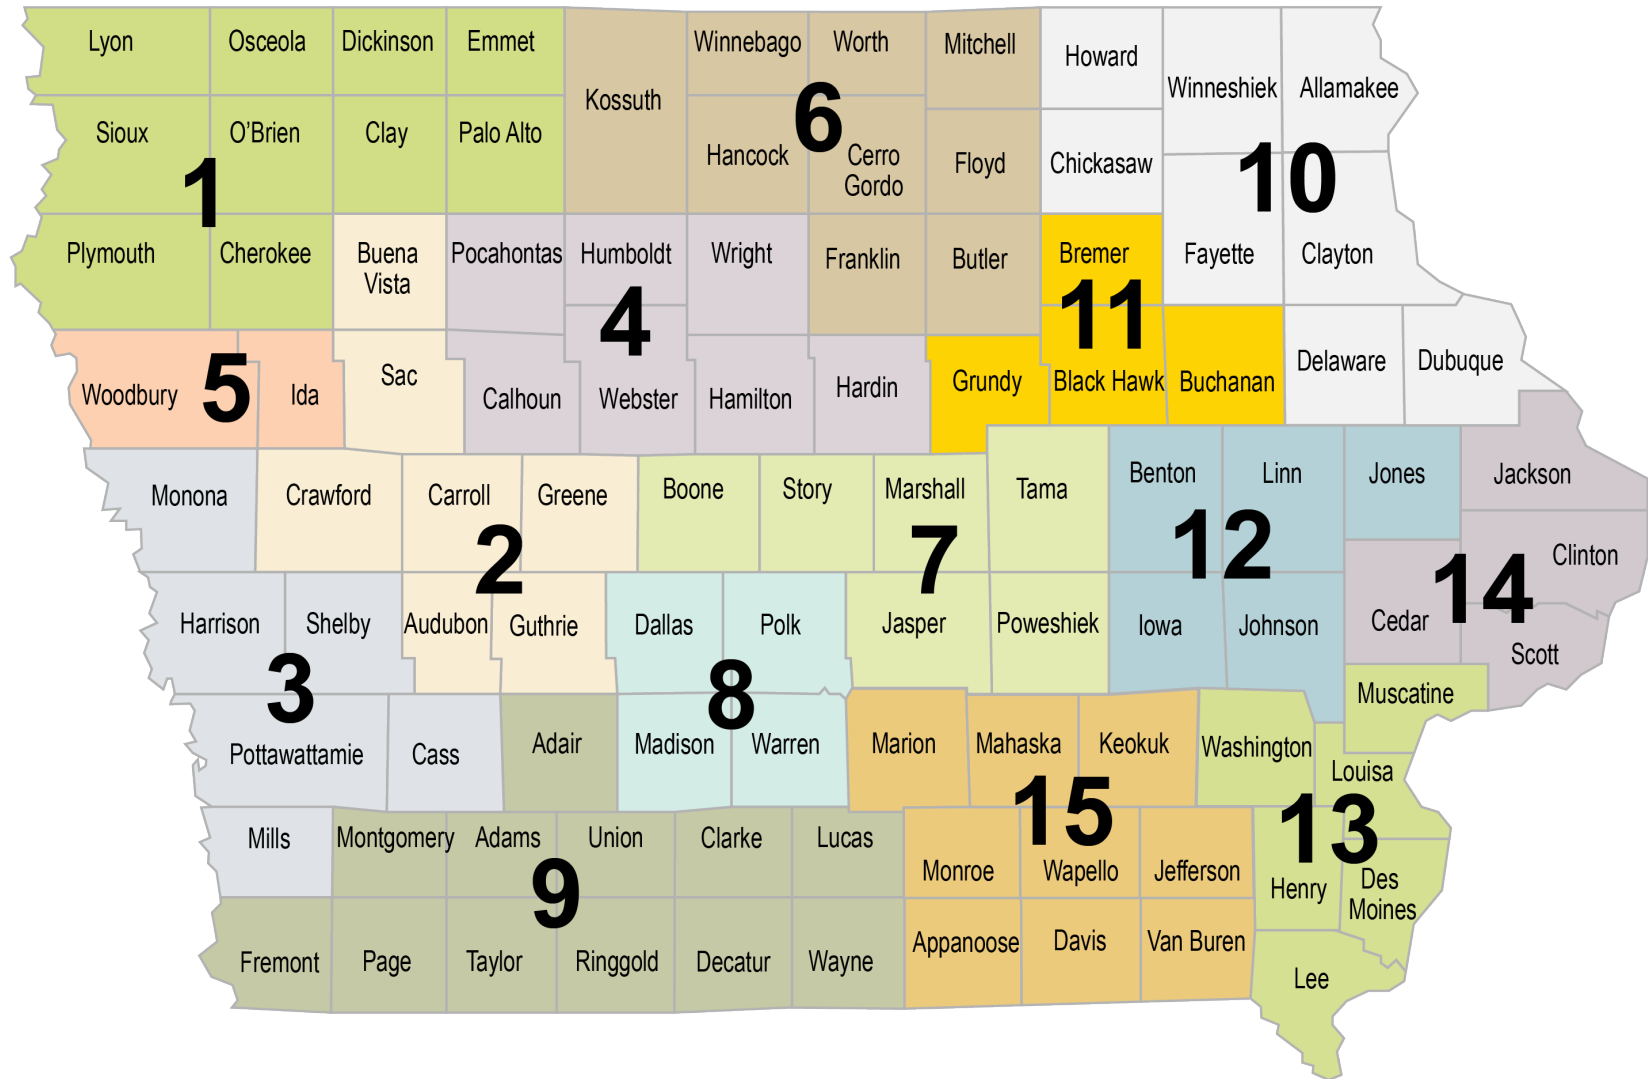 Lyon
Osceola
Dickinson
Emmet
Kossuth
Winnebago
Worth
Mitchell
Howard
Winneshiek
Allamakee
Sioux
O'Brien
Clay
Palo Alto
6
Hancock
Cerro
Gordo
Floyd
Chickasaw
10
1
Plymouth
Cherokee
Buena
Vista
Pocahontas
Humboldt
Wright
Franklin
Butler
Bremer
Fayette
Clayton
4
11
Woodbury
5
Ida
Sac
Calhoun
Webster
Hamilton
Hardin
Grundy
Black Hawk
Buchanan
Delaware
Dubuque
Monona
Crawford
Carroll
Greene
Boone
Story
Marshall
Tama
Benton
Linn
Jones
Jackson
2
7
12
Clinton
14
Harrison
Shelby
Audubon
Guthrie
Dallas
Polk
Jasper
Poweshiek
Iowa
Johnson
Cedar
Scott
3
8
Muscatine
Pottawattamie
Cass
Adair
Madison
Warren
Marion
Mahaska
Keokuk
Washington
Louisa
15
13
Mills
Montgomery
Adams
Union
Clarke
Lucas
Monroe
Wapello
Jefferson
Henry
Des
Moines
9
Fremont
Page
Taylor
Ringgold
Decatur
Wayne
Appanoose
Davis
Van Buren
Lee